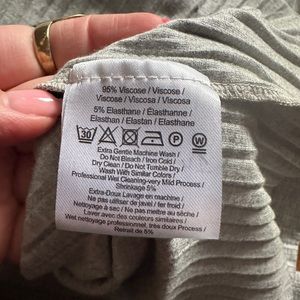 95% Viscose / Viscose /
Viscose / Viscosa / Viscosa
5% Elasthane / Élasthanne /
Elasthan / Elastan / Elasthane
30 P W
Extra Gentle Machine Wash /
Do Not Bleach / Iron Cold /
Dry Clean / Do Not Tumble Dry /
Wash With Similar Colors /
Professional Wet Cleaning-very Mild Process /
Shrinkage 5%
Extra-Doux Lavage en machine /
Ne pas utiliser de javel / fer froid /
Nettoyage à sec / Ne pas mettre au sèche /
Laver avec des couleurs similaires /
Wet nettoyage professionnel, très doux Processus /
Retrait de 5%